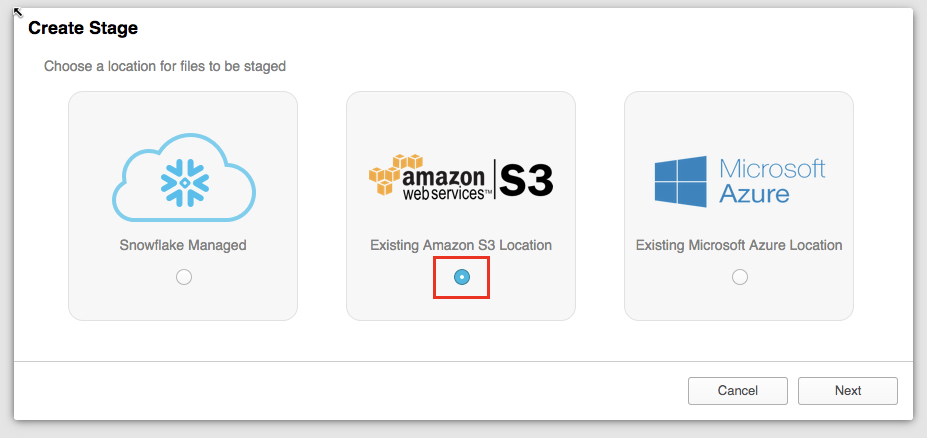 Create Stage
Choose a location for files to be staged
amazon
web services™
S3
Microsoft
Azure
Snowflake Managed
Existing Amazon S3 Location
Existing Microsoft Azure Location
Cancel
Next